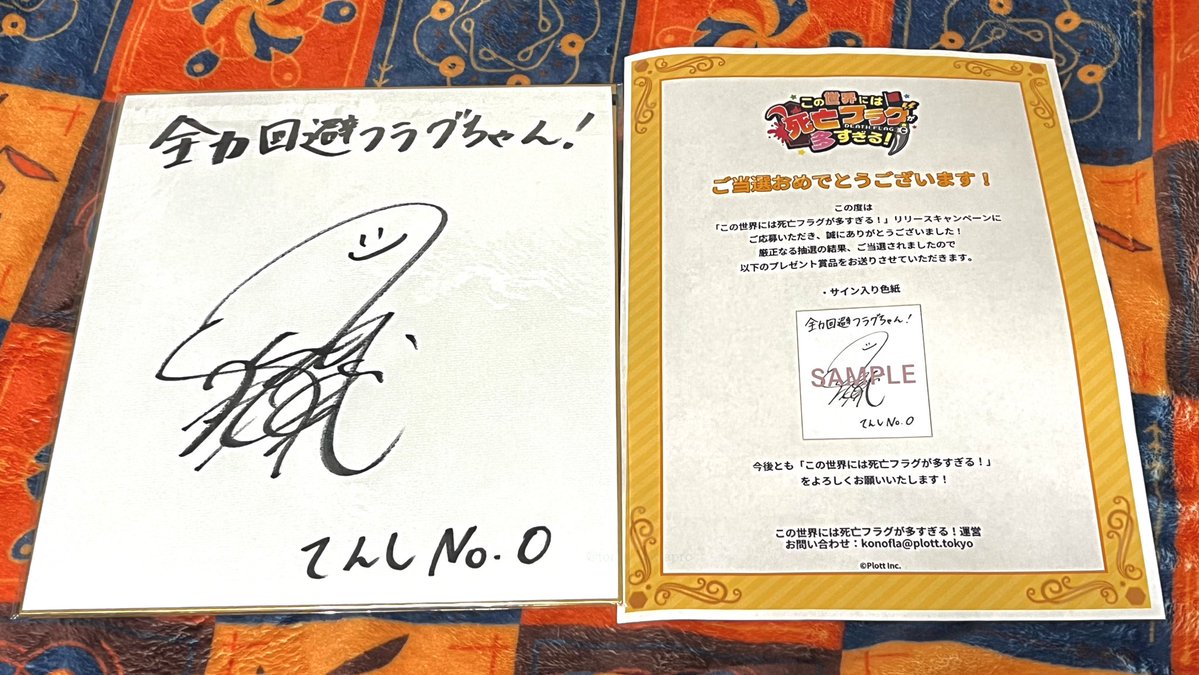 全力回避フラグちゃん!
てんし No.0
この世界には
死亡フラグが
DEATH FLAG
多すぎる!
ご当選おめでとうございます!
この度は
「この世界には死亡フラグが多すぎる!」リリースキャンペーンに
ご応募いただき、誠にありがとうございました!
厳正なる抽選の結果、ご当選されましたので
以下のプレゼント賞品をお送りさせていただきます。
・サイン入り色紙
全力回避フラグちゃん!
SAMPLE
てんし No.0
今後とも「この世界には死亡フラグが多すぎる!」
をよろしくお願いいたします!
この世界には死亡フラグが多すぎる!運営
お問い合わせ:konofla@plott.tokyo
©Plott Inc.